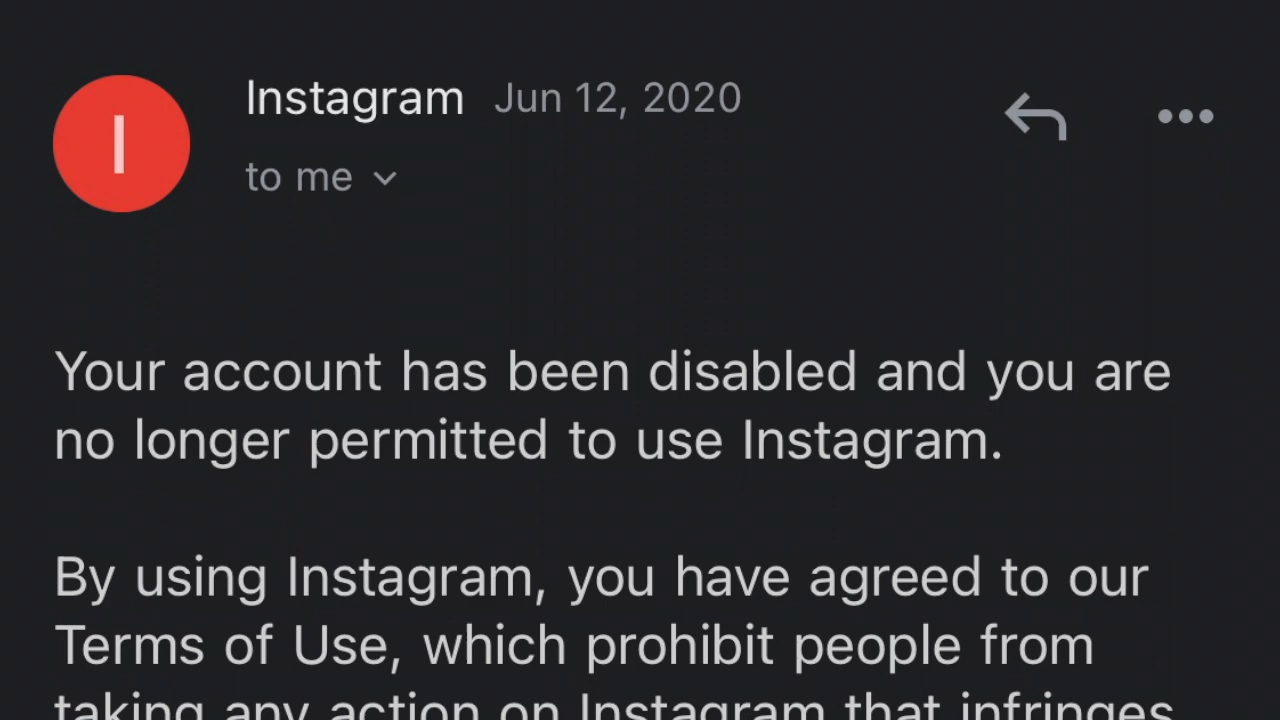 I
Instagram Jun 12, 2020
to me
Your account has been disabled and you are
no longer permitted to use Instagram.
By using Instagram, you have agreed to our
Terms of Use, which prohibit people from
taking any action on Instagram that infringes